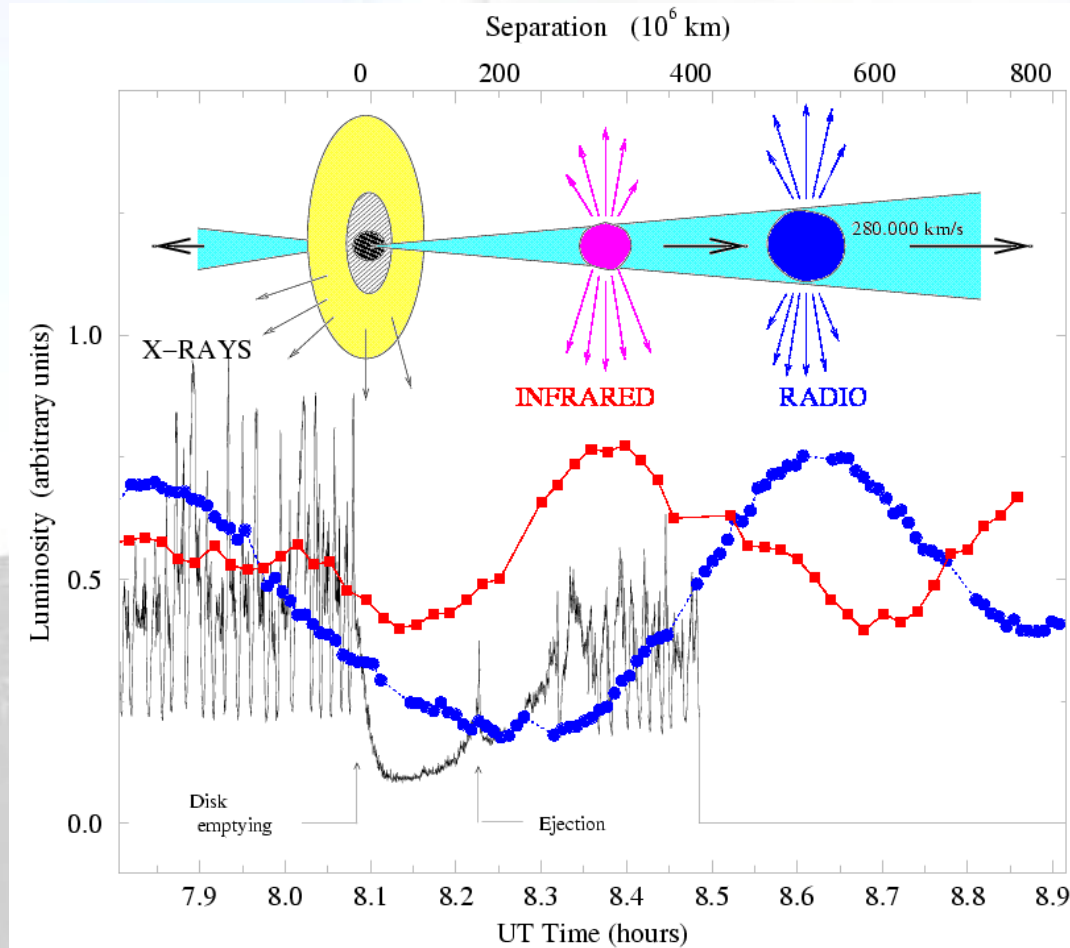 Separation (10⁶ km)
0 200 400 600 800
280.000 km/s
1.0
X–RAYS
INFRARED RADIO
Luminosity (arbitrary units)
0.5
Disk
emptying
Ejection
0.0
7.9 8.0 8.1 8.2 8.3 8.4 8.5 8.6 8.7 8.8 8.9
UT Time (hours)